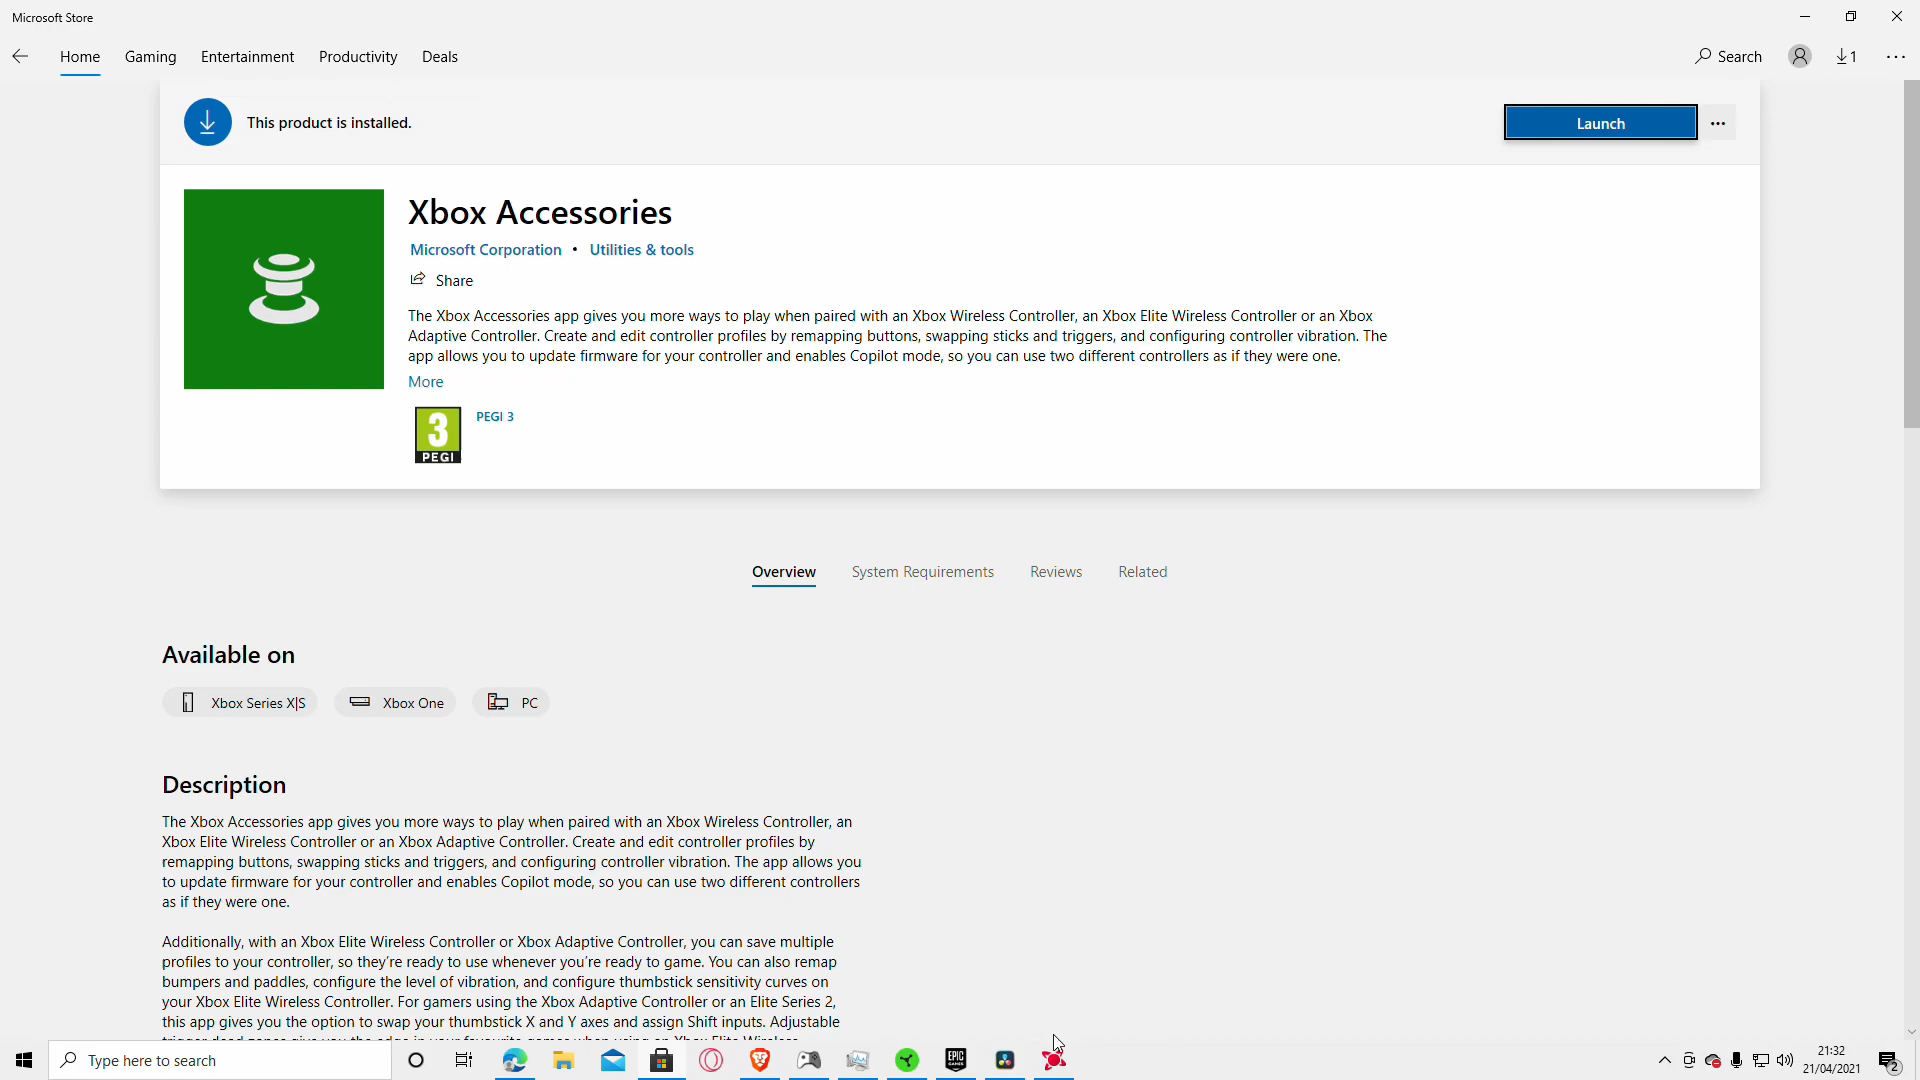 Microsoft Store
Home Gaming Entertainment Productivity Deals
Search
1
This product is installed.
Launch
Xbox Accessories
Microsoft Corporation • Utilities & tools
Share
The Xbox Accessories app gives you more ways to play when paired with an Xbox Wireless Controller, an Xbox Elite Wireless Controller or an Xbox
Adaptive Controller. Create and edit controller profiles by remapping buttons, swapping sticks and triggers, and configuring controller vibration. The
app allows you to update firmware for your controller and enables Copilot mode, so you can use two different controllers as if they were one.
More
3
PEGI
PEGI 3
Overview System Requirements Reviews Related
Available on
Xbox Series X|S Xbox One PC
Description
The Xbox Accessories app gives you more ways to play when paired with an Xbox Wireless Controller, an
Xbox Elite Wireless Controller or an Xbox Adaptive Controller. Create and edit controller profiles by
remapping buttons, swapping sticks and triggers, and configuring controller vibration. The app allows you
to update firmware for your controller and enables Copilot mode, so you can use two different controllers
as if they were one.
Additionally, with an Xbox Elite Wireless Controller or Xbox Adaptive Controller, you can save multiple
profiles to your controller, so they're ready to use whenever you're ready to game. You can also remap
bumpers and paddles, configure the level of vibration, and configure thumbstick sensitivity curves on
your Xbox Elite Wireless Controller. For gamers using the Xbox Adaptive Controller or an Elite Series 2,
this app gives you the option to swap your thumbstick X and Y axes and assign Shift inputs. Adjustable
Type here to search
EPIC
GAMES
21:32
21/04/2021
2